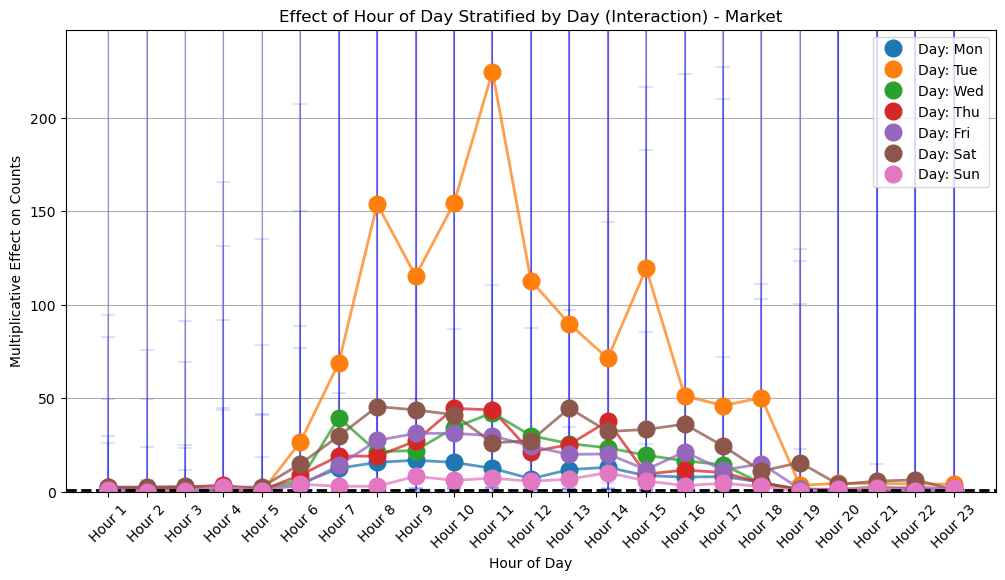 Effect of Hour of Day Stratified by Day (Interaction) - Market
Multiplicative Effect on Counts
200
150
100
50
0
Day: Mon
Day: Tue
Day: Wed
Day: Thu
Day: Fri
Day: Sat
Day: Sun
Hour 1
Hour 2
Hour 3
Hour 4
Hour 5
Hour 6
Hour 7
Hour 8
Hour 9
Hour 10
Hour 11
Hour 12
Hour 13
Hour 14
Hour 15
Hour 16
Hour 17
Hour 18
Hour 19
Hour 20
Hour 21
Hour 22
Hour 23
Hour of Day